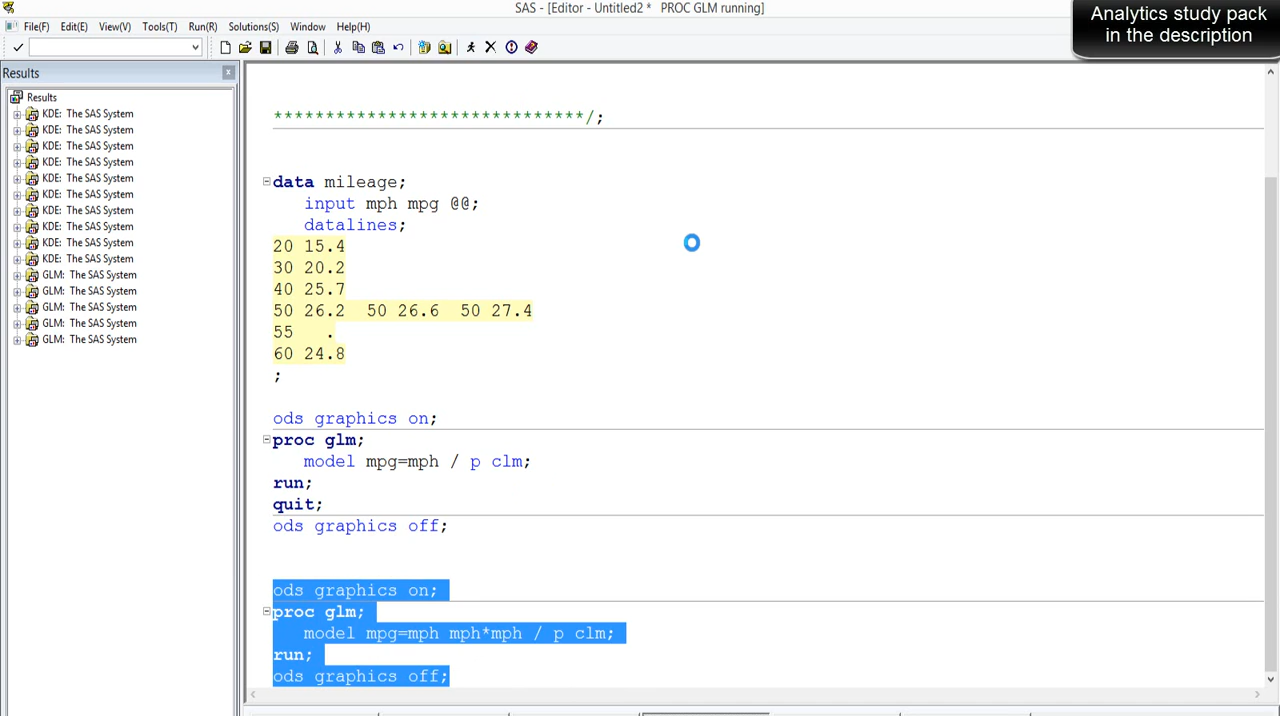 SAS - [Editor - Untitled2 * PROC GLM running]
Analytics study pack
in the description
File(F) Edit(E) View(V) Tools(T) Run(R) Solutions(S) Window Help(H)
Results
Results
KDE: The SAS System
KDE: The SAS System
KDE: The SAS System
KDE: The SAS System
KDE: The SAS System
KDE: The SAS System
KDE: The SAS System
KDE: The SAS System
KDE: The SAS System
KDE: The SAS System
GLM: The SAS System
GLM: The SAS System
GLM: The SAS System
GLM: The SAS System
GLM: The SAS System
******************************/;
data mileage;
input mph mpg @@;
datalines;
20 15.4
30 20.2
40 25.7
50 26.2 50 26.6 50 27.4
55 .
60 24.8
;
ods graphics on;
proc glm;
model mpg=mph / p clm;
run;
quit;
ods graphics off;
ods graphics on;
proc glm;
model mpg=mph mph*mph / p clm;
run;
ods graphics off;